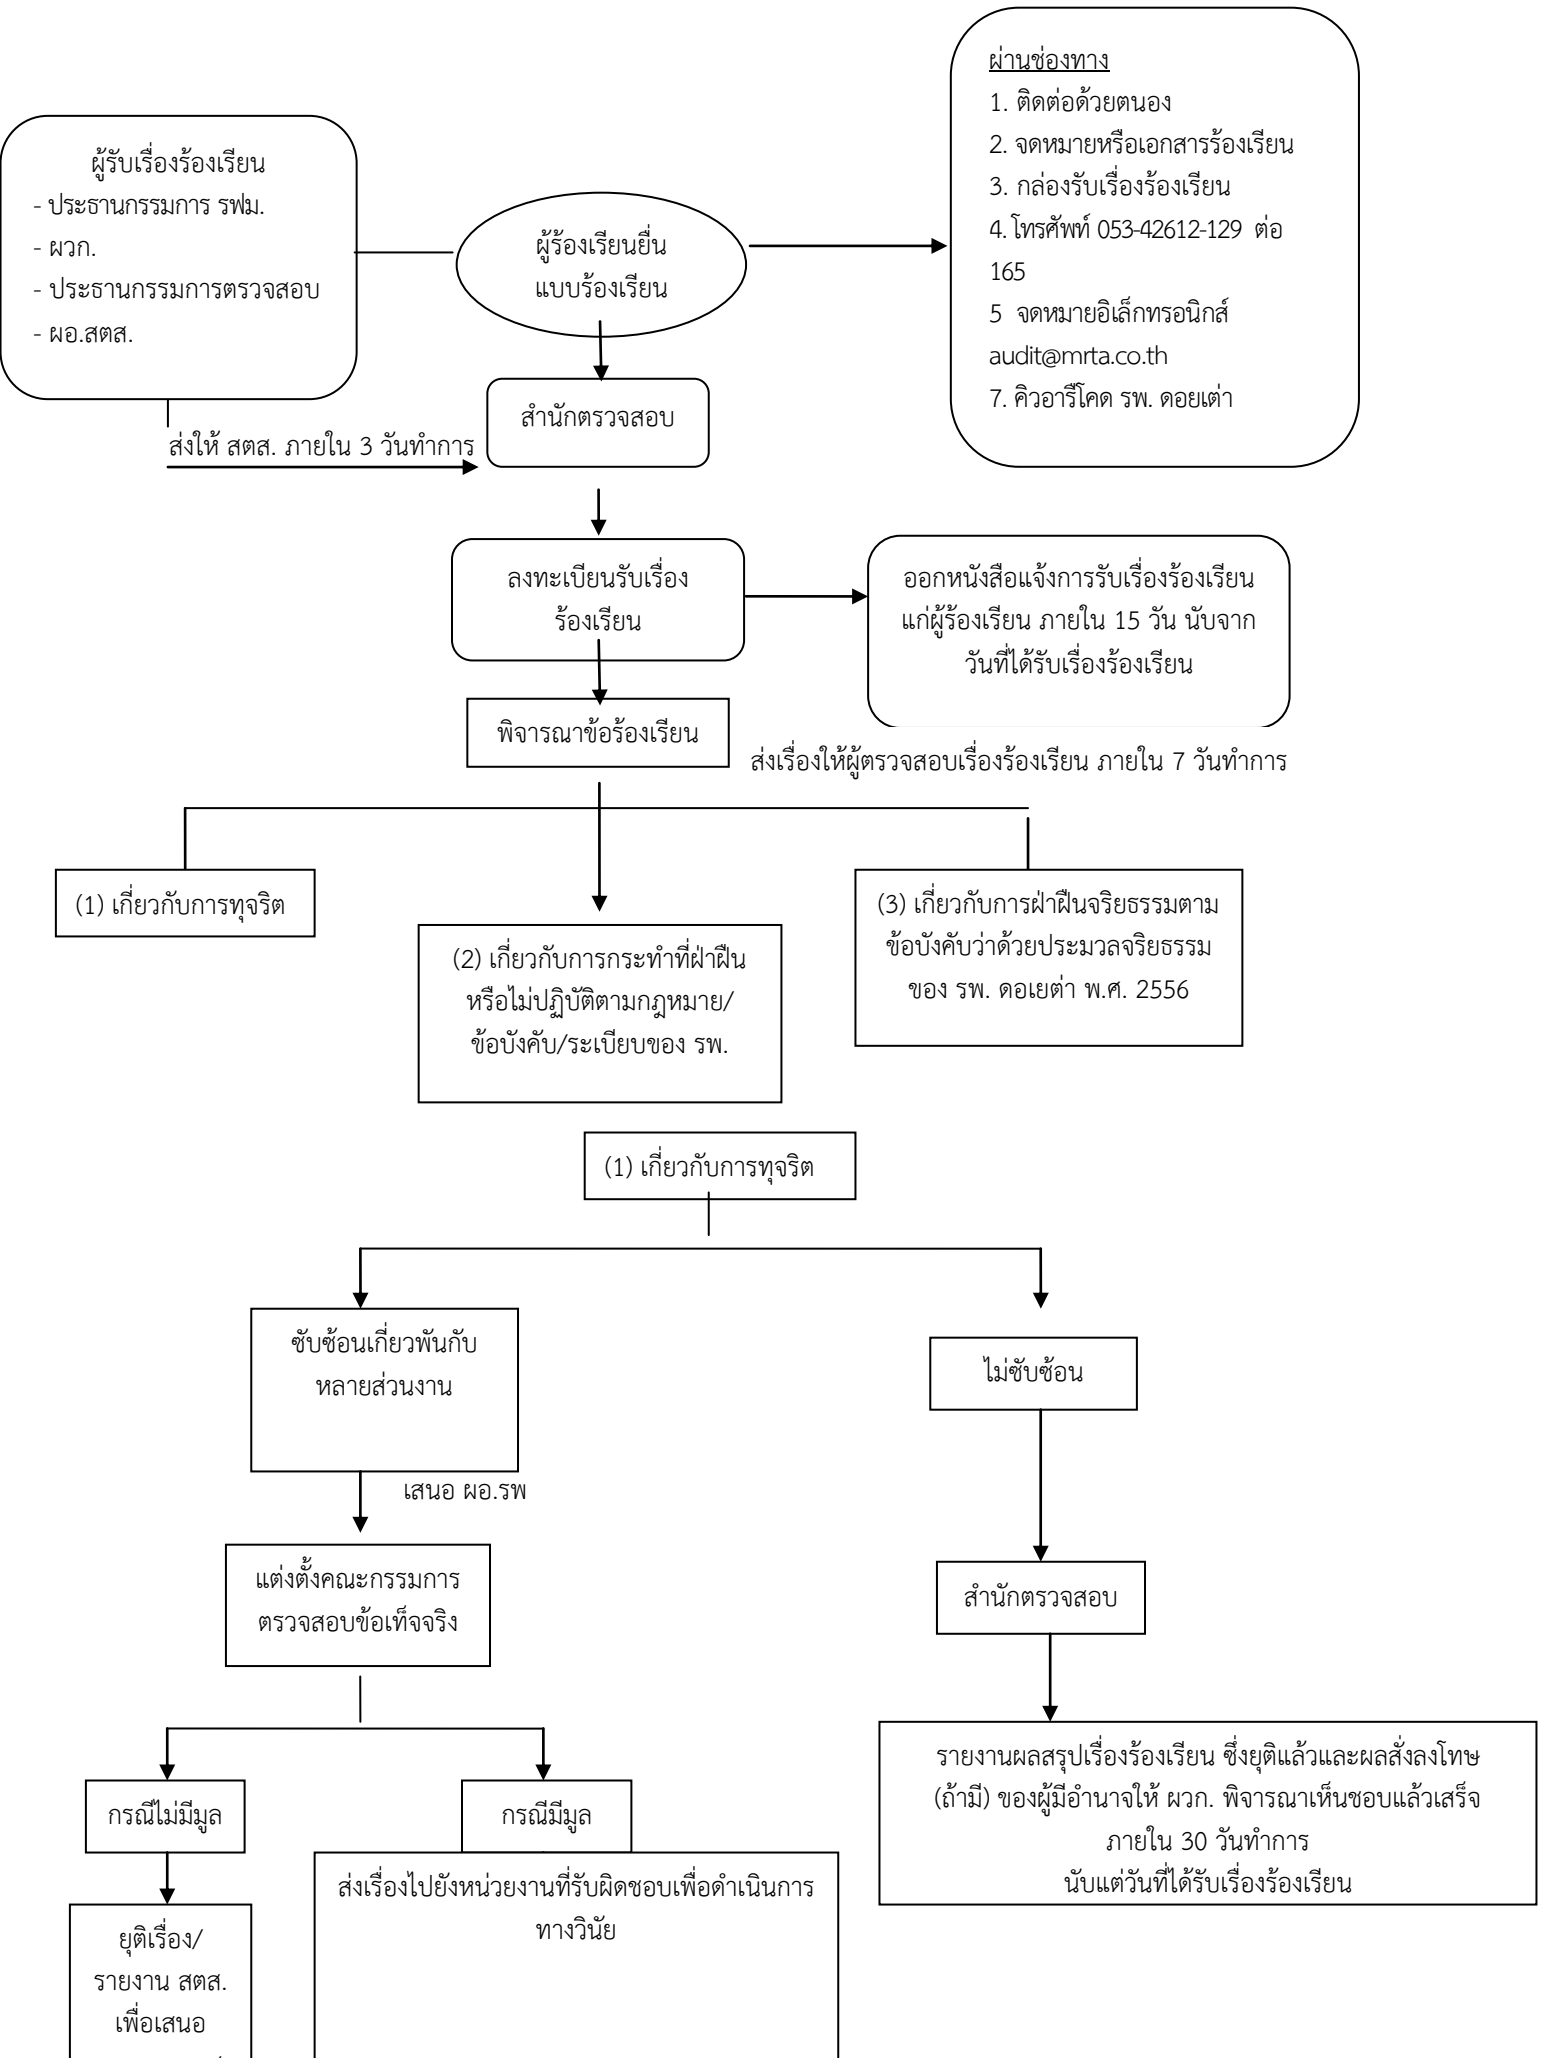 ผ่านช่องทาง
1. ติดต่อด้วยตนอง
2. จดหมายหรือเอกสารร้องเรียน
3. กล่องรับเรื่องร้องเรียน
4. โทรศัพท์ 053-42612-129 ต่อ
165
5 จดหมายอิเล็กทรอนิกส์
audit@mrta.co.th
7. คิวอารืโคด รพ. ดอยเต่า
ผู้รับเรื่องร้องเรียน
- ประธานกรรมการ รฟม.
- ผวก.
- ประธานกรรมการตรวจสอบ
- ผอ.สตส.
ผู้ร้องเรียนยื่น
แบบร้องเรียน
สำนักตรวจสอบ
ส่งให้ สตส. ภายใน 3 วันทำการ
ลงทะเบียนรับเรื่อง
ร้องเรียน
ออกหนังสือแจ้งการรับเรื่องร้องเรียน
แก่ผู้ร้องเรียน ภายใน 15 วัน นับจาก
วันที่ได้รับเรื่องร้องเรียน
พิจารณาข้อร้องเรียน
ส่งเรื่องให้ผู้ตรวจสอบเรื่องร้องเรียน ภายใน 7 วันทำการ
(1) เกี่ยวกับการทุจริต
(2) เกี่ยวกับการกระทำที่ฝ่าฝืน
หรือไม่ปฏิบัติตามกฎหมาย/
ข้อบังคับ/ระเบียบของ รพ.
(3) เกี่ยวกับการฝ่าฝืนจริยธรรมตาม
ข้อบังคับว่าด้วยประมวลจริยธรรม
ของ รพ. ดอเยต่า พ.ศ. 2556
(1) เกี่ยวกับการทุจริต
ซับซ้อนเกี่ยวพันกับ
หลายส่วนงาน
ไม่ซับซ้อน
เสนอ ผอ.รพ
แต่งตั้งคณะกรรมการ
ตรวจสอบข้อเท็จจริง
สำนักตรวจสอบ
กรณีไม่มีมูล
กรณีมีมูล
รายงานผลสรุปเรื่องร้องเรียน ซึ่งยุติแล้วและผลสั่งลงโทษ
(ถ้ามี) ของผู้มีอำนาจให้ ผวก. พิจารณาเห็นชอบแล้วเสร็จ
ภายใน 30 วันทำการ
นับแต่วันที่ได้รับเรื่องร้องเรียน
ส่งเรื่องไปยังหน่วยงานที่รับผิดชอบเพื่อดำเนินการ
ทางวินัย
ยุติเรื่อง/
รายงาน สตส.
เพื่อเสนอ